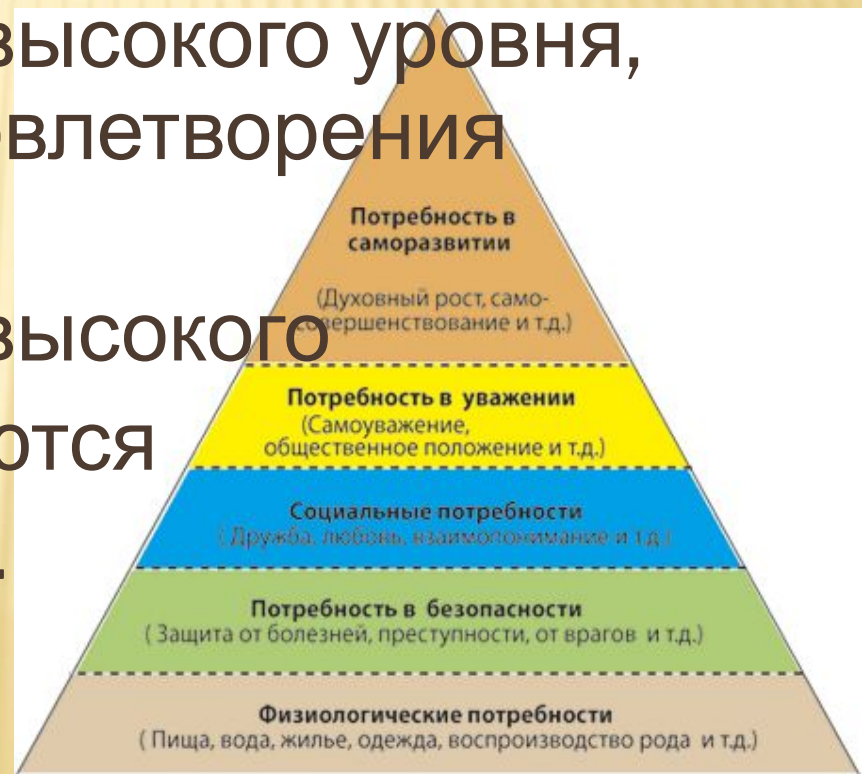 высокого уровня,
влетворения
высокого
ются
Потребность в
саморазвитии
(Духовный рост, само-
совершенствование и т.д.)
Потребность в уважении
(Самоуважение,
общественное положение и т.д.)
Социальные потребности
( Дружба, любовь, взаимопонимание и т.д.)
Потребность в безопасности
( Защита от болезней, преступности, от врагов и т.д.)
Физиологические потребности
( Пища, вода, жилье, одежда, воспроизводство рода и т.д.)